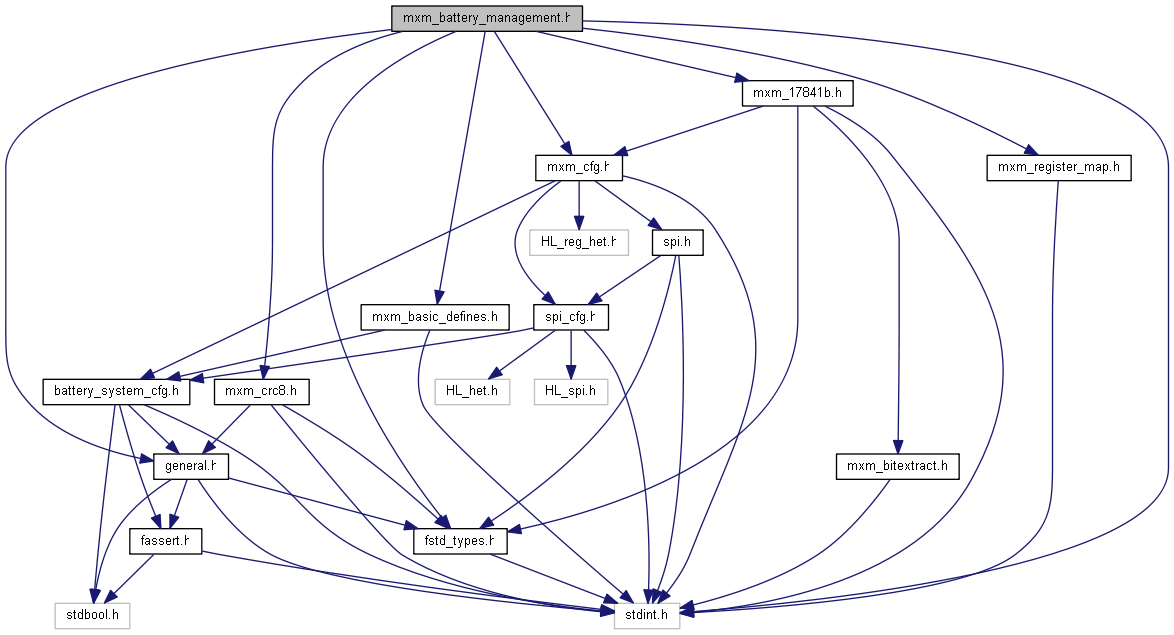 mxm_battery_management.h
mxm_17841b.h
mxm_cfg.h
mxm_register_map.h
HL_reg_het.h
spi.h
mxm_basic_defines.h
spi_cfg.h
battery_system_cfg.h
mxm_crc8.h
HL_het.h
HL_spi.h
general.h
mxm_bitextract.h
fassert.h
fstd_types.h
stdbool.h
stdint.h